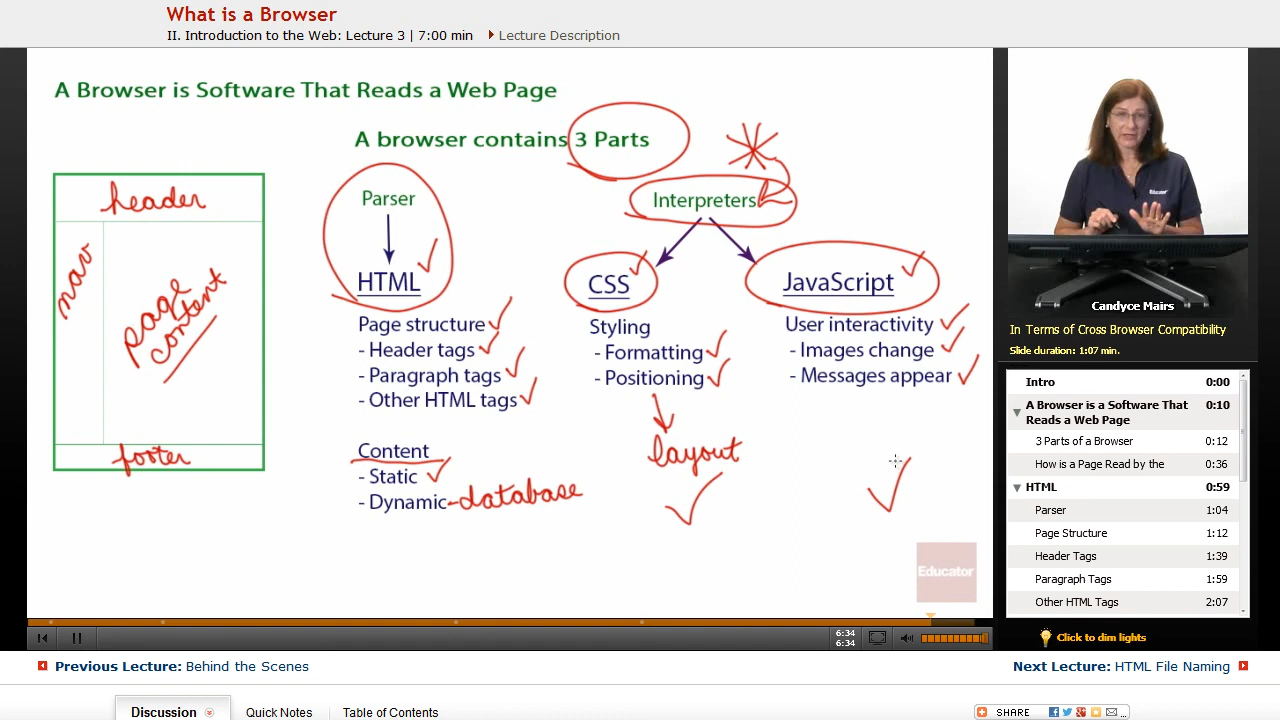 What is a Browser
II. Introduction to the Web: Lecture 3 | 7:00 min
Lecture Description
A Browser is Software That Reads a Web Page
A browser contains 3 Parts
header
nav
page content
footer
Parser
HTML
Page structure
- Header tags
- Paragraph tags
- Other HTML tags
Content
- Static
- Dynamic-database
Interpreters
CSS
Styling
- Formatting
- Positioning
layout
JavaScript
User interactivity
- Images change
- Messages appear
Educator
Educator
Candyce Mairs
In Terms of Cross Browser Compatibility
Slide duration: 1:07 min.
Intro 0:00
A Browser is a Software That 0:10
Reads a Web Page
3 Parts of a Browser 0:12
How is a Page Read by the 0:36
HTML 0:59
Parser 1:04
Page Structure 1:12
Header Tags 1:39
Paragraph Tags 1:59
Other HTML Tags 2:07
6:34
6:34
Click to dim lights
Previous Lecture: Behind the Scenes
Next Lecture: HTML File Naming
Discussion
Quick Notes
Table of Contents
SHARE